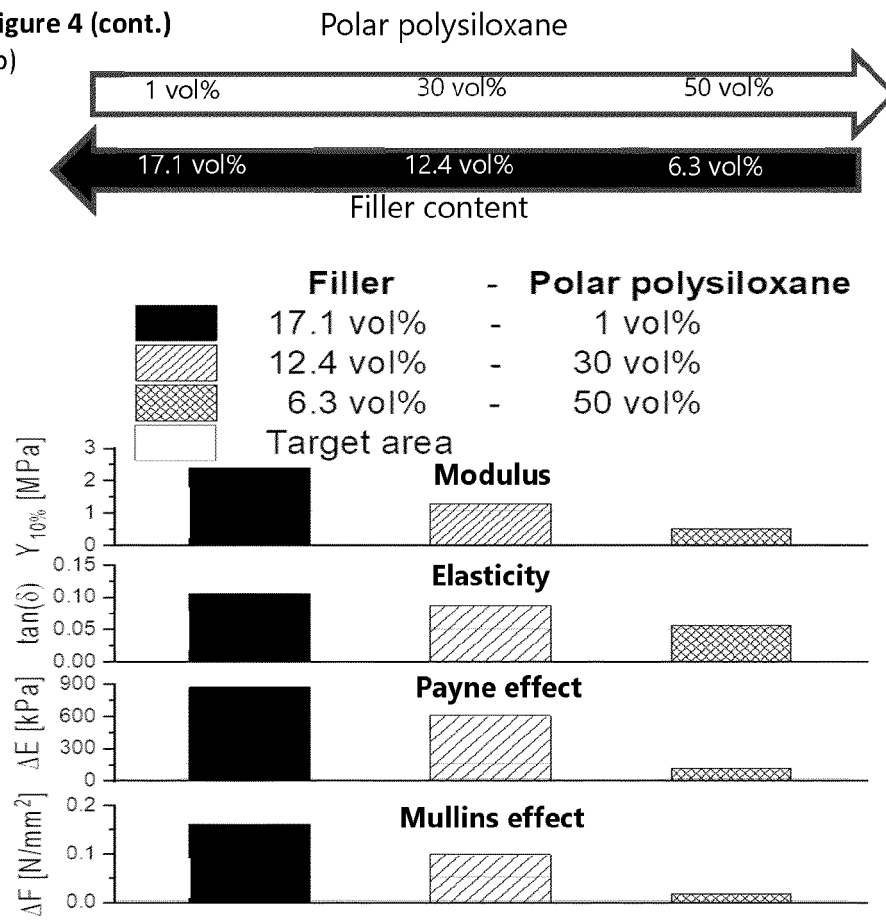 igure 4 (cont.)
Polar polysiloxane
o)
1 vol% 30 vol% 50 vol%
17.1 vol% 12.4 vol% 6.3 vol%
Filler content
Filler - Polar polysiloxane
17.1 vol% - 1 vol%
12.4 vol% - 30 vol%
6.3 vol% - 50 vol%
Target area
Y10% [MPa]
3
2
1
0
Modulus
tan(δ)
0.15
0.10
0.05
0.00
Elasticity
ΔE [kPa]
900
600
300
0
Payne effect
ΔF [N/mm²]
0.2
0.1
0.0
Mullins effect